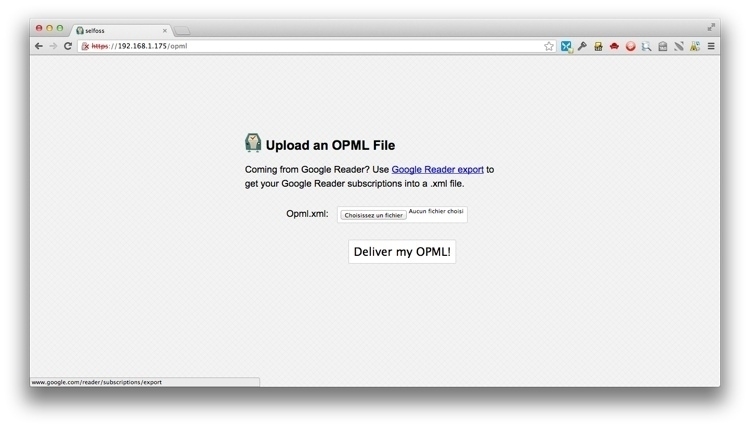 selfoss
https://192.168.1.175/opml
Upload an OPML File
Coming from Google Reader? Use Google Reader export to
get your Google Reader subscriptions into a .xml file.
Opml.xml: Choisissez un fichier Aucun fichier choisi
Deliver my OPML!
www.google.com/reader/subscriptions/export